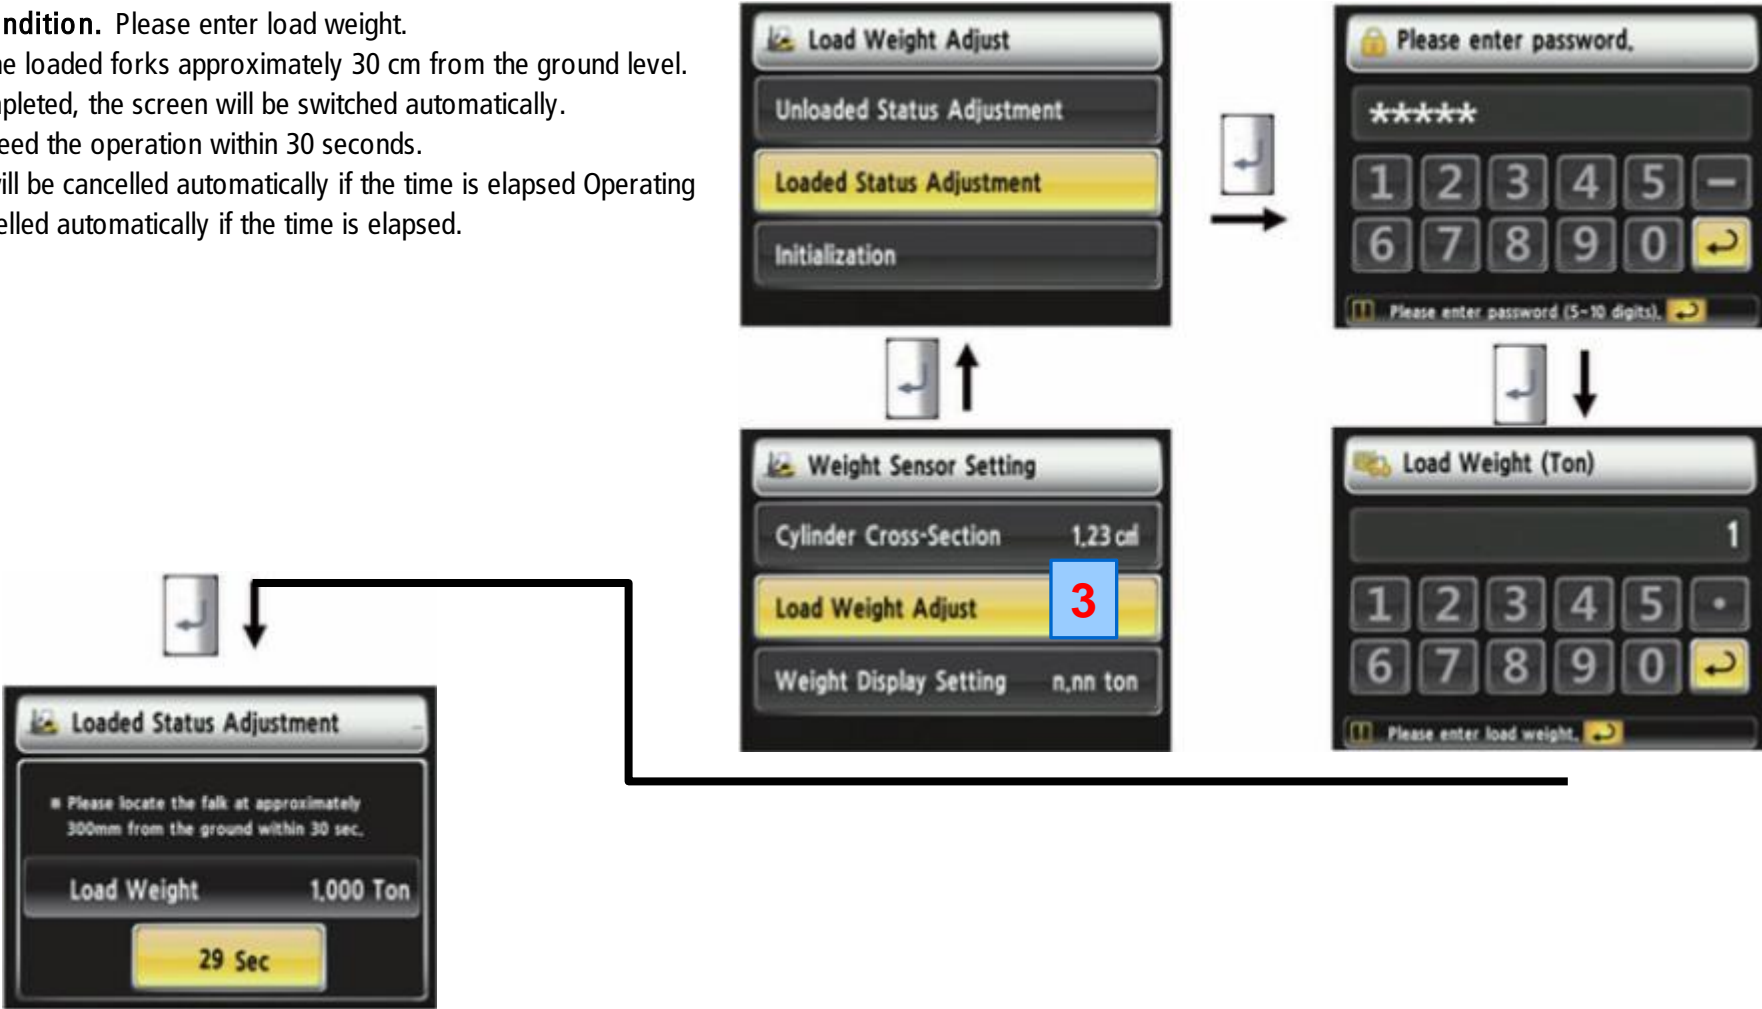 ndition. Please enter load weight.
ne loaded forks approximately 30 cm from the ground level.
pleted, the screen will be switched automatically.
eed the operation within 30 seconds.
ill be cancelled automatically if the time is elapsed Operating
elled automatically if the time is elapsed.
Load Weight Adjust
Unloaded Status Adjustment
Loaded Status Adjustment
Initialization
Please enter password.
*****
1 2 3 4 5 −
6 7 8 9 0
Please enter password (5~10 digits).
Weight Sensor Setting
Cylinder Cross-Section 1.23 ㎠
Load Weight Adjust 3
Weight Display Setting n.nn ton
Load Weight (Ton)
1
1 2 3 4 5 •
6 7 8 9 0
Please enter load weight.
Loaded Status Adjustment
※ Please locate the falk at approximately
300mm from the ground within 30 sec.
Load Weight 1.000 Ton
29 Sec